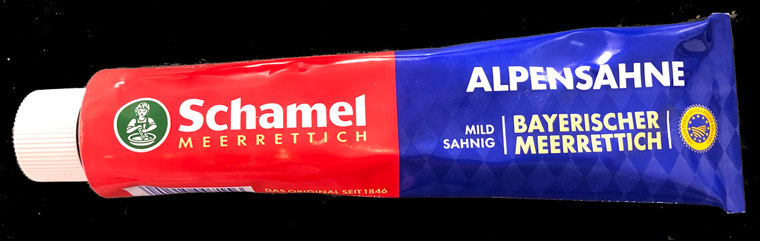 Schamel
MEERRETTICH
DAS ORIGINAL SEIT 1846
ALPENSAHNE
MILD
SAHNIG
BAYERISCHER
MEERRETTICH